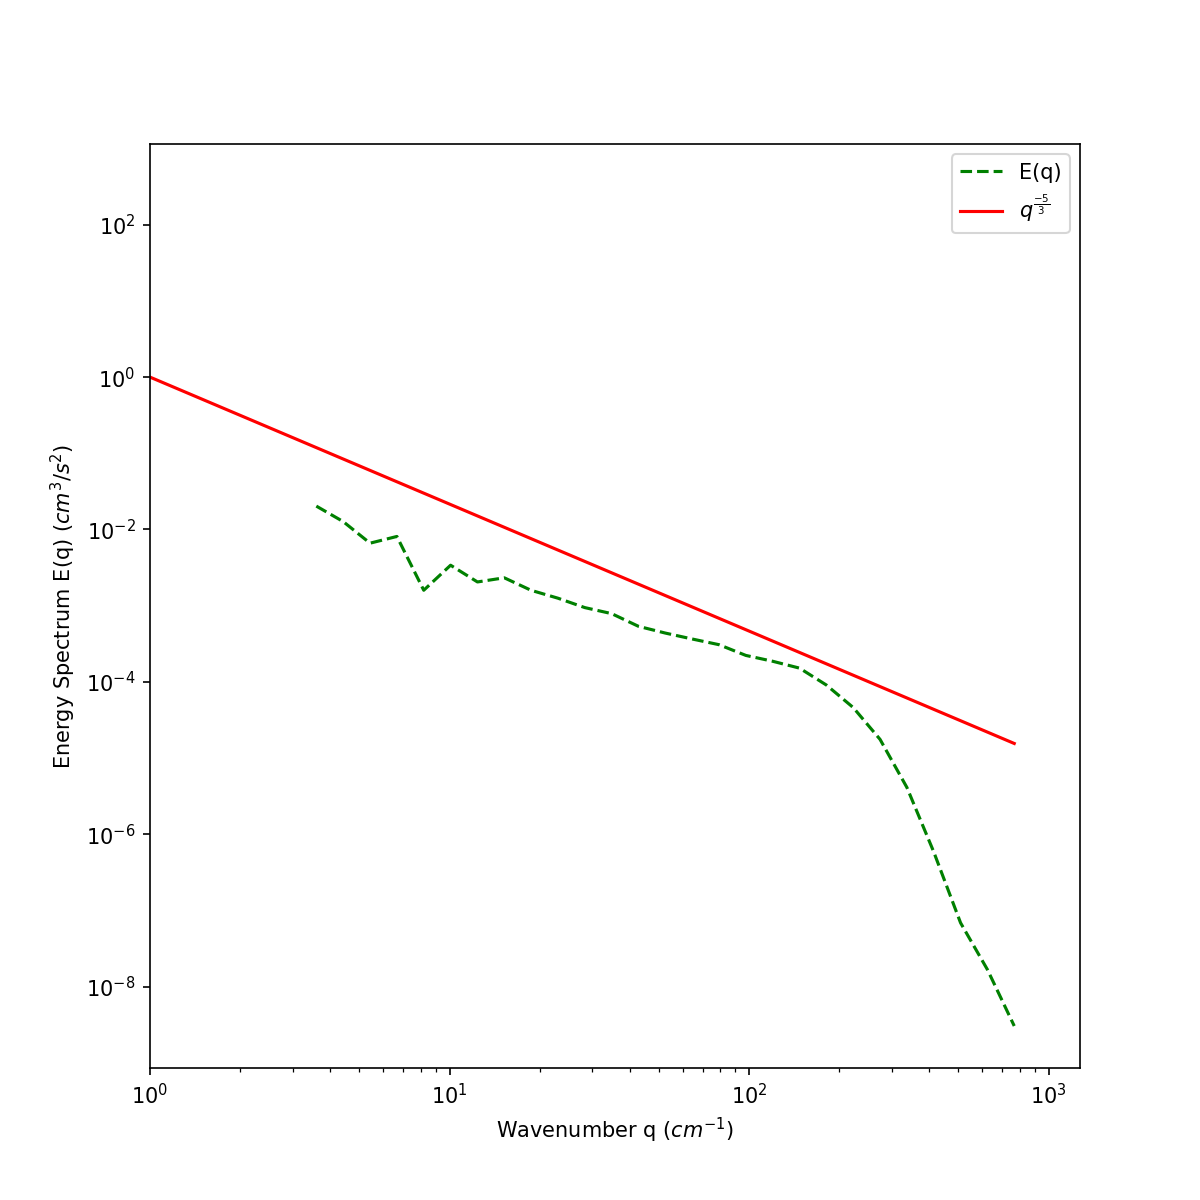 E(q)
q^{\frac{-5}{3}}
10^2
10^0
10^{-2}
10^{-4}
10^{-6}
10^{-8}
Energy Spectrum E(q) (cm^3/s^2)
10^0 10^1 10^2 10^3
Wavenumber q (cm^{-1})